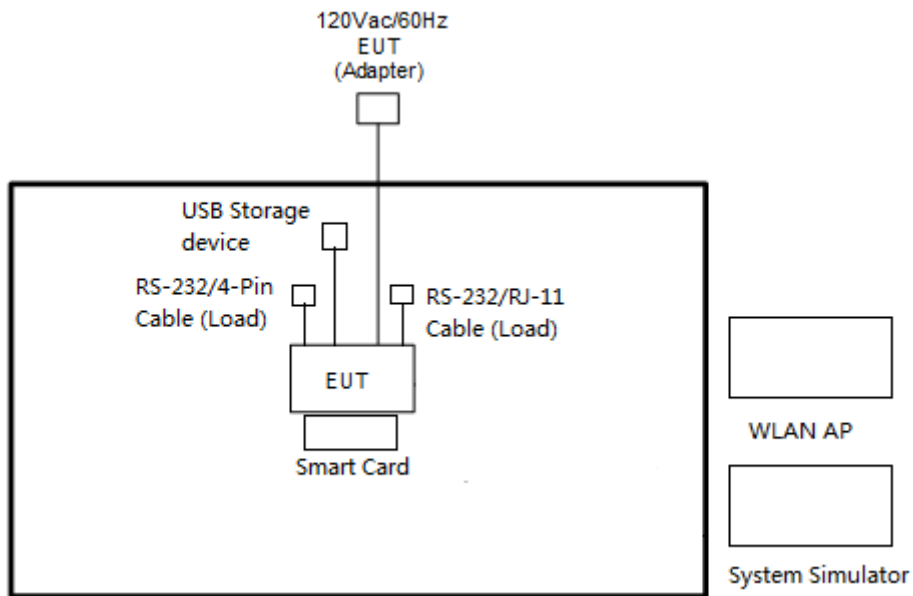 120Vac/60Hz
EUT
(Adapter)
USB Storage
device
RS-232/4-Pin
Cable (Load)
RS-232/RJ-11
Cable (Load)
EUT
Smart Card
WLAN AP
System Simulator